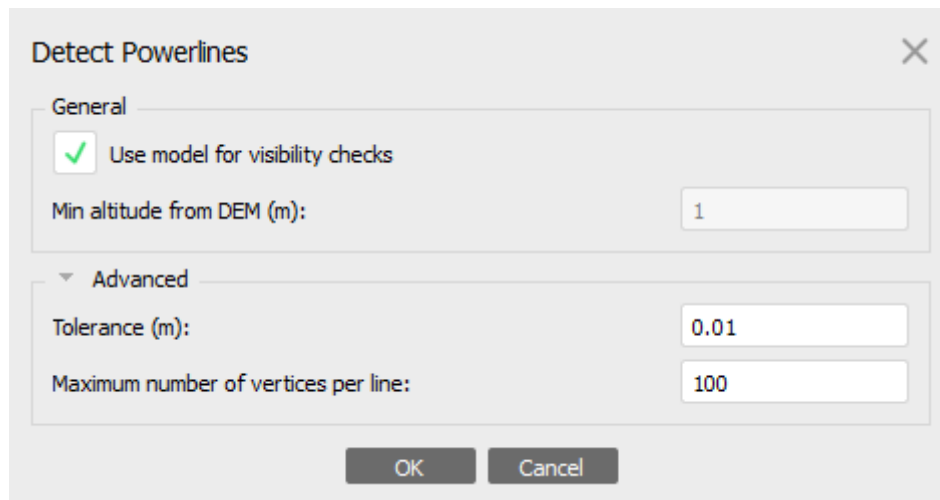 Detect Powerlines
General
Use model for visibility checks
Min altitude from DEM (m): 1
Advanced
Tolerance (m): 0.01
Maximum number of vertices per line: 100
OK Cancel